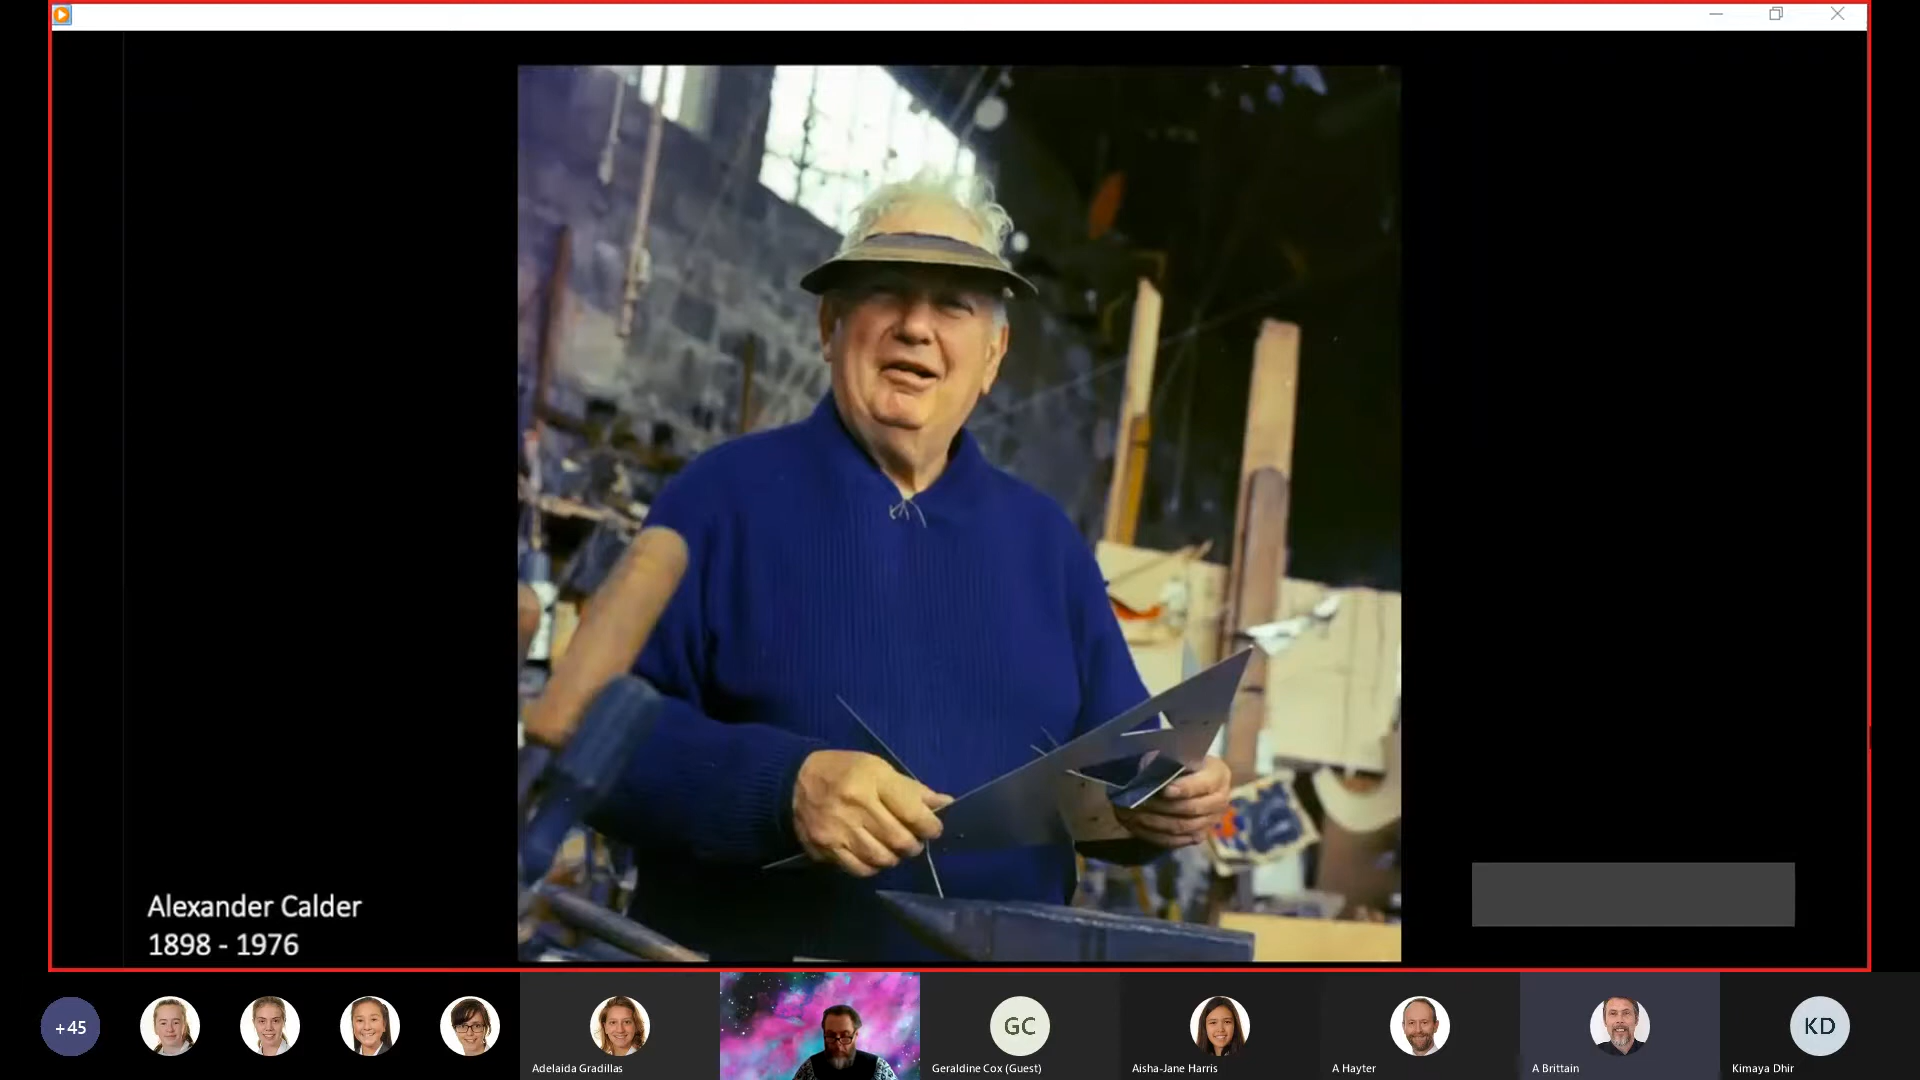 Alexander Calder
1898 - 1976
+45
Adelaida Gradillas
GC
Geraldine Cox (Guest)
Aisha-Jane Harris
A Hayter
A Brittain
KD
Kimaya Dhir